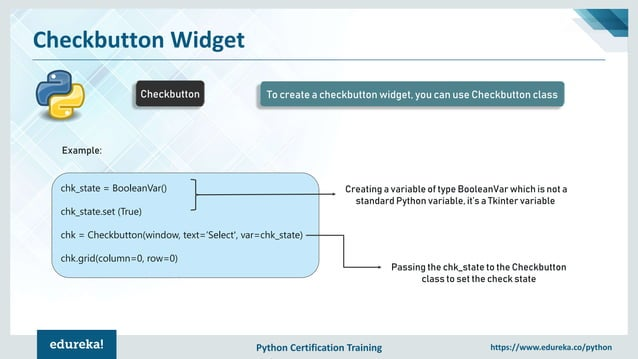 Checkbutton Widget
Checkbutton
To create a checkbutton widget, you can use Checkbutton class
Example:
chk_state = BooleanVar()
chk_state.set (True)
chk = Checkbutton(window, text='Select', var=chk_state)
chk.grid(column=0, row=0)
Creating a variable of type BooleanVar which is not a
standard Python variable, it's a Tkinter variable
Passing the chk_state to the Checkbutton
class to set the check state
edureka!
Python Certification Training
https://www.edureka.co/python